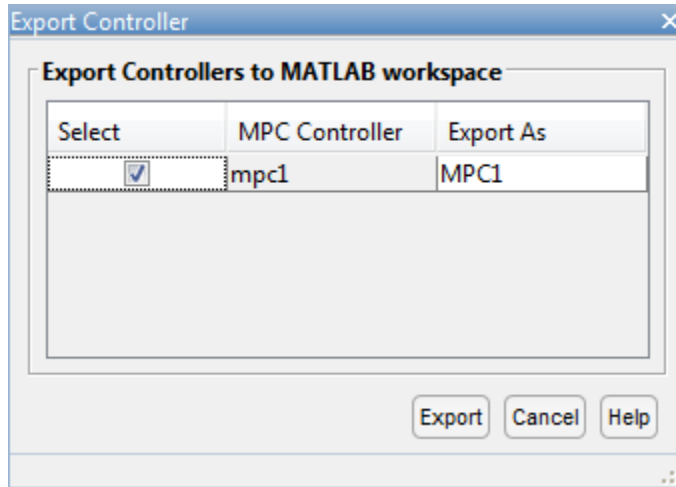 Export Controller
Export Controllers to MATLAB workspace
Select MPC Controller Export As
mpc1 MPC1
Export Cancel Help